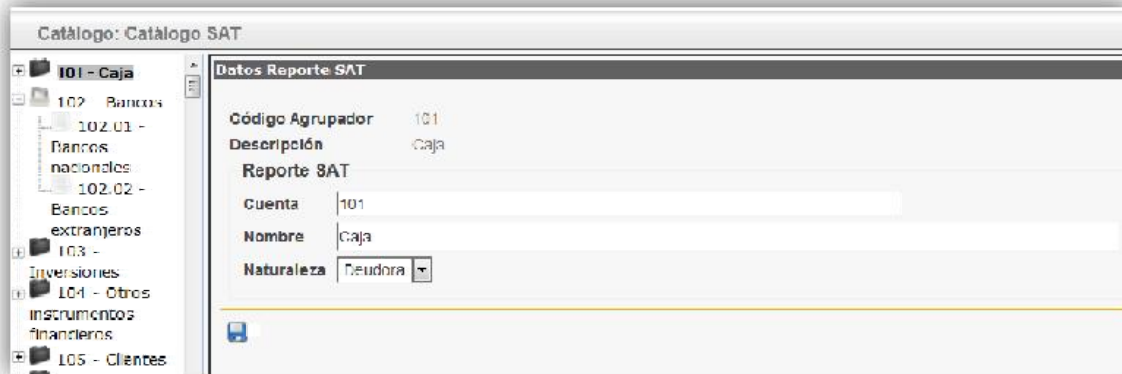 Catálogo: Catálogo SAT
101 - Caja
102 - Bancos
102.01 -
Bancos
nacionales
102.02 -
Bancos
extranjeros
103 -
Inversiones
104 - Otros
instrumentos
financieros
105 - Clientes
Datos Reporte SAT
Código Agrupador 101
Descripción Caja
Reporte SAT
Cuenta 101
Nombre Caja
Naturaleza Deudora